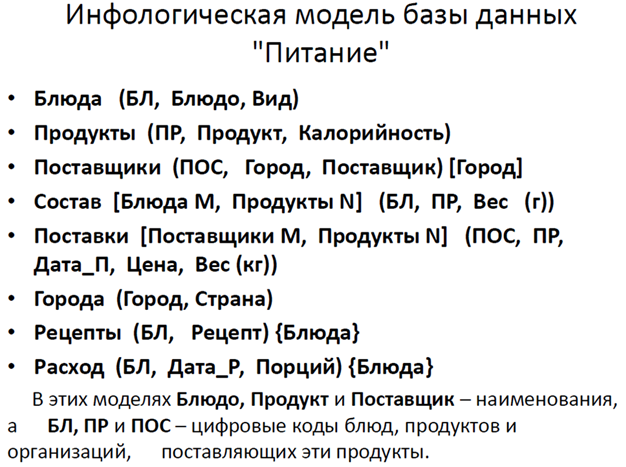 Инфологическая модель базы данных
"Питание"
• Блюда (БЛ, Блюдо, Вид)
• Продукты (ПР, Продукт, Калорийность)
• Поставщики (ПОС, Город, Поставщик) [Город]
• Состав [Блюда M, Продукты N] (БЛ, ПР, Вес (г))
• Поставки [Поставщики M, Продукты N] (ПОС, ПР,
Дата_П, Цена, Вес (кг))
• Города (Город, Страна)
• Рецепты (БЛ, Рецепт) {Блюда}
• Расход (БЛ, Дата_Р, Порций) {Блюда}
В этих моделях Блюдо, Продукт и Поставщик – наименования,
а БЛ, ПР и ПОС – цифровые коды блюд, продуктов и
организаций, поставляющих эти продукты.